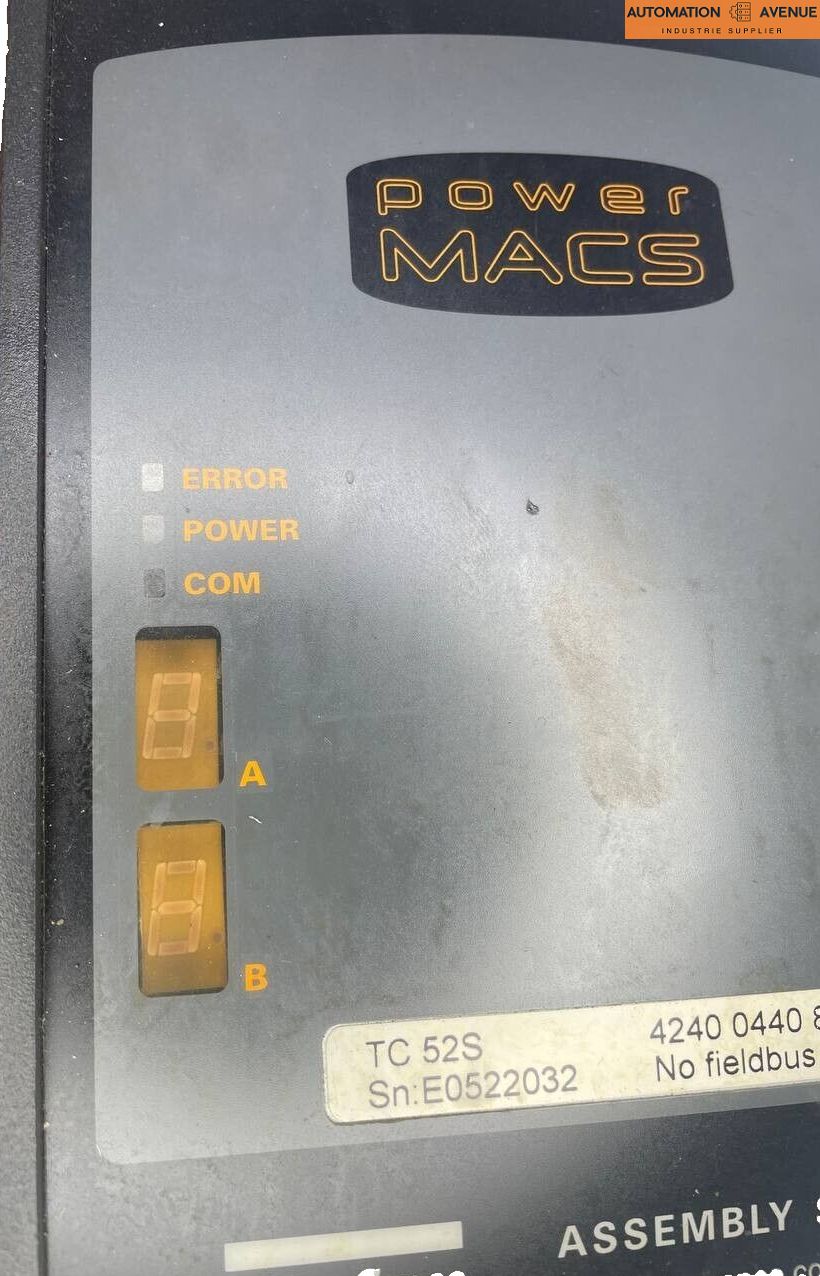 AUTOMATION AVENUE
INDUSTRIE SUPPLIER
power
MACS
ERROR
POWER
COM
A
B
TC 52S 4240 0440
Sn:E0522032 No fieldbus
ASSEMBLY